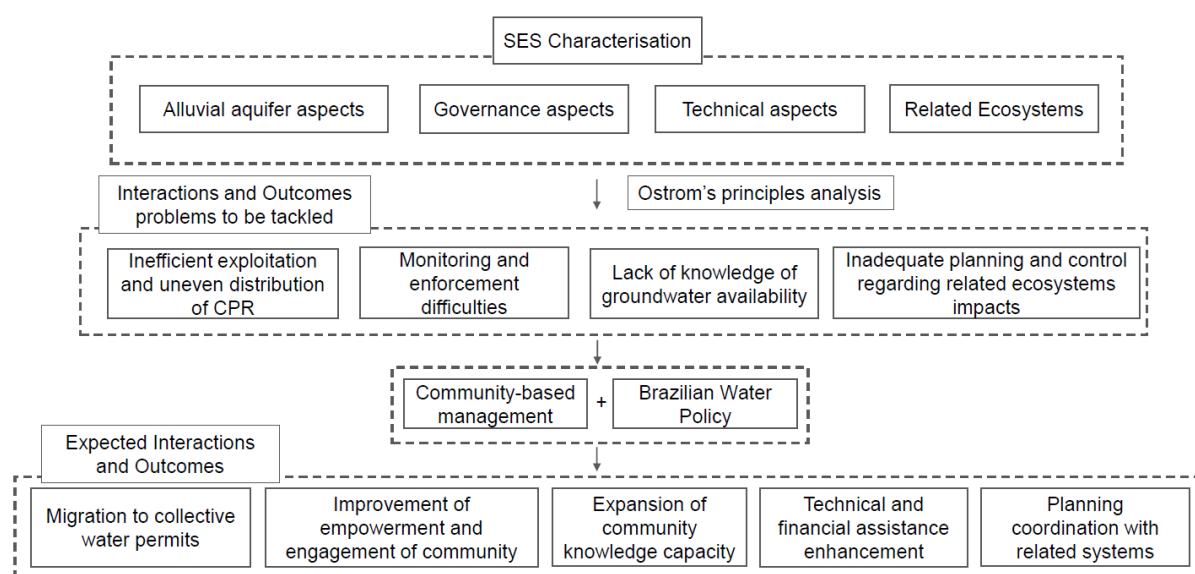 SES Characterisation
Alluvial aquifer aspects
Governance aspects
Technical aspects
Related Ecosystems
Interactions and Outcomes
problems to be tackled
Ostrom's principles analysis
Inefficient exploitation
and uneven distribution
of CPR
Monitoring and
enforcement
difficulties
Lack of knowledge of
groundwater availability
Inadequate planning and control
regarding related ecosystems
impacts
Community-based
management
+
Brazilian Water
Policy
Expected Interactions
and Outcomes
Migration to collective
water permits
Improvement of
empowerment and
engagement of community
Expansion of
community
knowledge capacity
Technical and
financial assistance
enhancement
Planning
coordination with
related systems